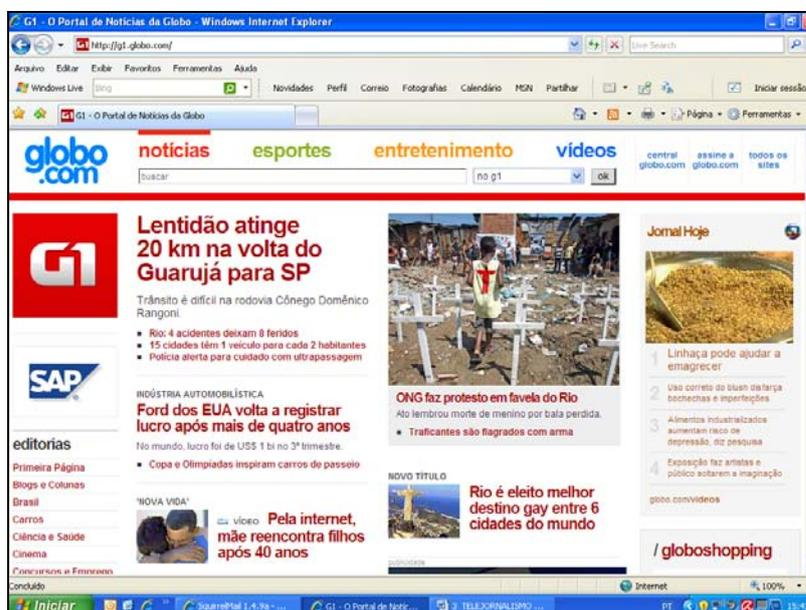 G1 - O Portal de Notícias da Globo - Windows Internet Explorer
http://g1.globo.com/
Live Search
Arquivo Editar Exibir Favoritos Ferramentas Ajuda
Windows Live Bing Novidades Perfil Correio Fotografias Calendário MSN Partilhar Iniciar sessão
G1 - O Portal de Notícias da Globo Página Ferramentas
globo.com
notícias esportes entretenimento vídeos
central globo.com
assine a globo.com
todos os sites
buscar no g1 ok
G1
Lentidão atinge
20 km na volta do
Guarujá para SP
Trânsito é difícil na rodovia Cônego Domênico
Rangoni.
Rio: 4 acidentes deixam 8 feridos
15 cidades têm 1 veículo para cada 2 habitantes
Polícia alerta para cuidado com ultrapassagem
INDÚSTRIA AUTOMOBILÍSTICA
Ford dos EUA volta a registrar
lucro após mais de quatro anos
No mundo, lucro foi de US$ 1 bi no 3º trimestre.
Copa e Olimpíadas inspiram carros de passeio
'NOVA VIDA'
VÍDEO Pela internet,
mãe reencontra filhos
após 40 anos
ONG faz protesto em favela do Rio
Ato lembrou morte de menino por bala perdida.
Traficantes são flagrados com arma
NOVO TÍTULO
Rio é eleito melhor
destino gay entre 6
cidades do mundo
publicidade
Jornal Hoje
1 Linhaça pode ajudar a
emagrecer
2 Uso correto do blush disfarça
bochechas e imperfeições
3 Alimentos industrializados
aumentam risco de
depressão, diz pesquisa
4 Exposição faz artistas e
público soltarem a imaginação
globo.com/videos
/ globoshopping
SAP
editorias
Primeira Página
Blogs e Colunas
Brasil
Carros
Ciência e Saúde
Cinema
Concursos e Emprego
Concluído Internet 100%
Iniciar SquirrelMail 1.4.9a - ... G1 - O Portal de Notíc... 3 TELEJORNALISMO ... PT